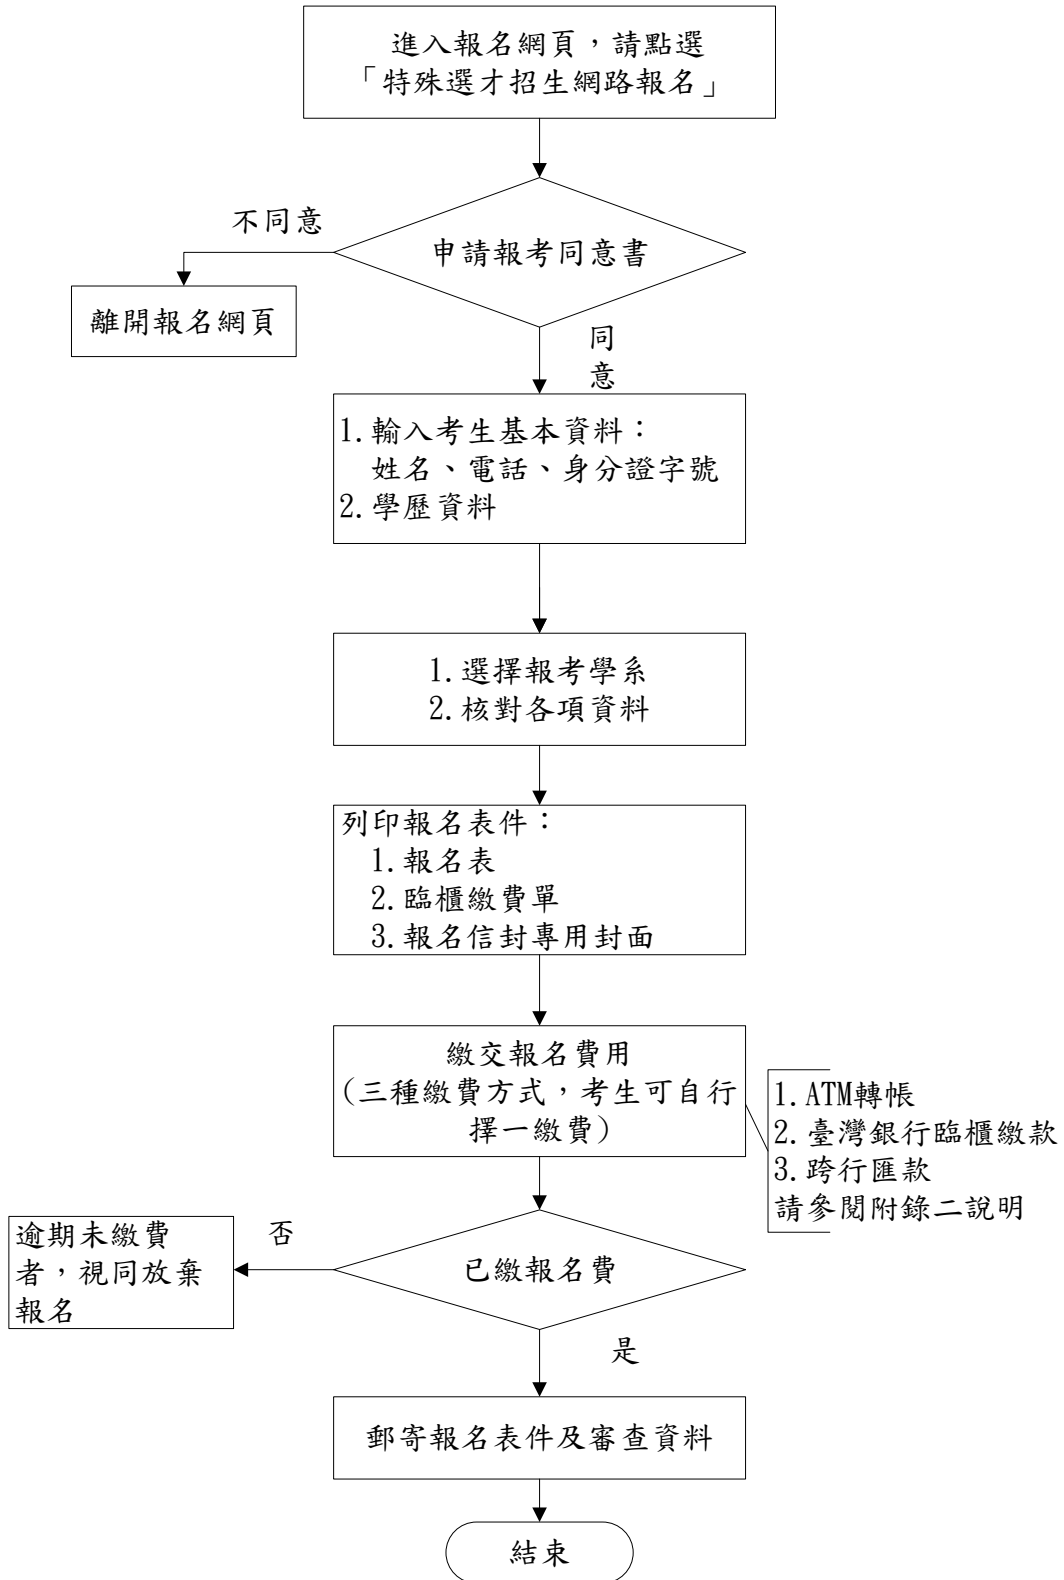 進入報名網頁，請點選
「特殊選才招生網路報名」
不同意
申請報考同意書
離開報名網頁
同
意
1.輸入考生基本資料：
姓名、電話、身分證字號
2.學歷資料
1.選擇報考學系
2.核對各項資料
列印報名表件：
1.報名表
2.臨櫃繳費單
3.報名信封專用封面
繳交報名費用
(三種繳費方式，考生可自行
擇一繳費)
1.ATM轉帳
2.臺灣銀行臨櫃繳款
3.跨行匯款
請參閱附錄二說明
逾期未繳費
者，視同放棄
報名
否
已繳報名費
是
郵寄報名表件及審查資料
結束